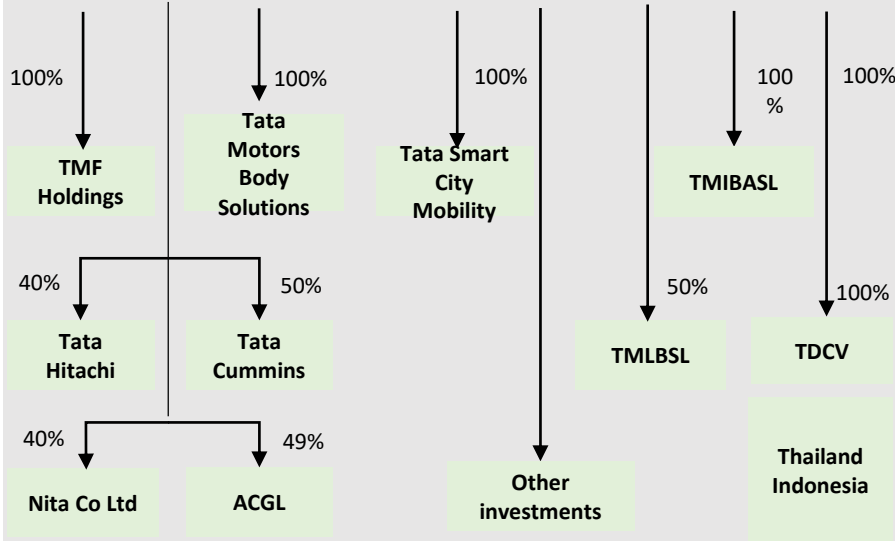 100%
100%
100%
100
%
100%
TMF
Holdings
Tata
Motors
Body
Solutions
Tata Smart
City
Mobility
TMIBASL
40%
50%
50%
100%
Tata
Hitachi
Tata
Cummins
TMLBSL
TDCV
40%
49%
Nita Co Ltd
ACGL
Other
investments
Thailand
Indonesia